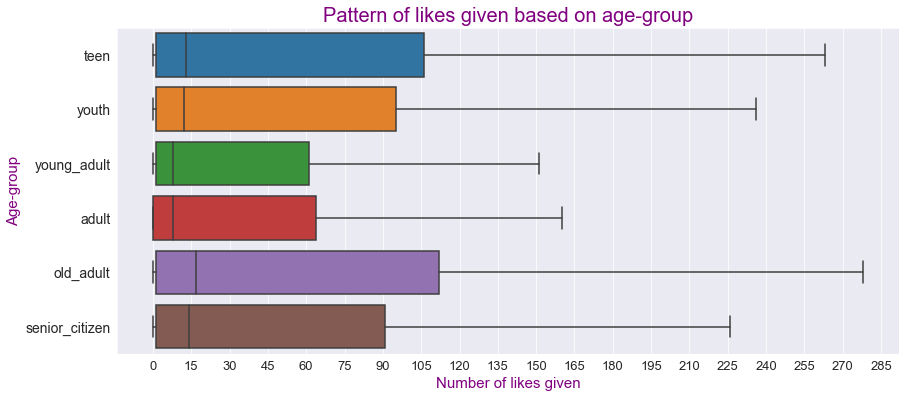 Pattern of likes given based on age-group
Age-group
teen
youth
young_adult
adult
old_adult
senior_citizen
0 15 30 45 60 75 90 105 120 135 150 165 180 195 210 225 240 255 270 285
Number of likes given